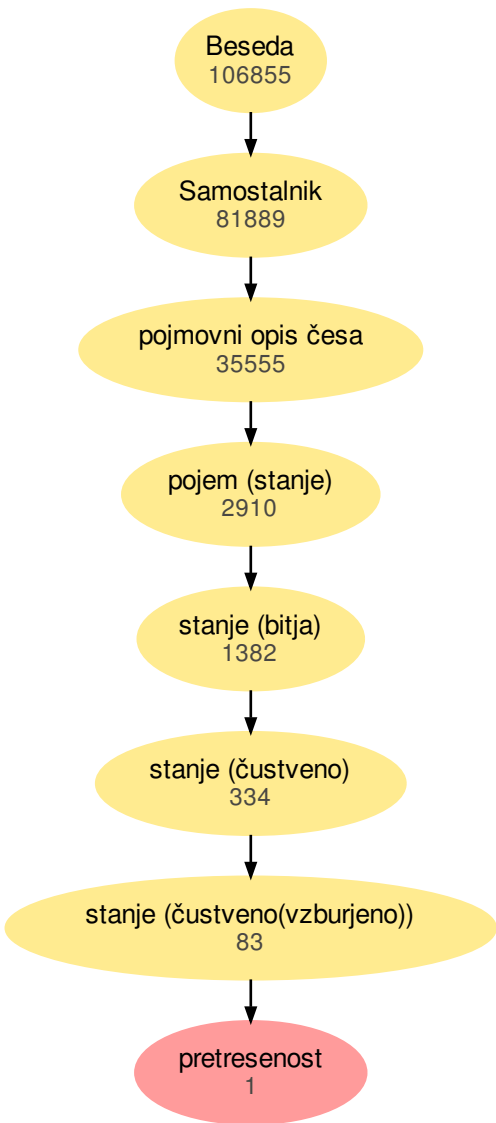 Beseda
106855
Samostalnik
81889
pojmovni opis česa
35555
pojem (stanje)
2910
stanje (bitja)
1382
stanje (čustveno)
334
stanje (čustveno(vzburjeno))
83
pretresenost
1